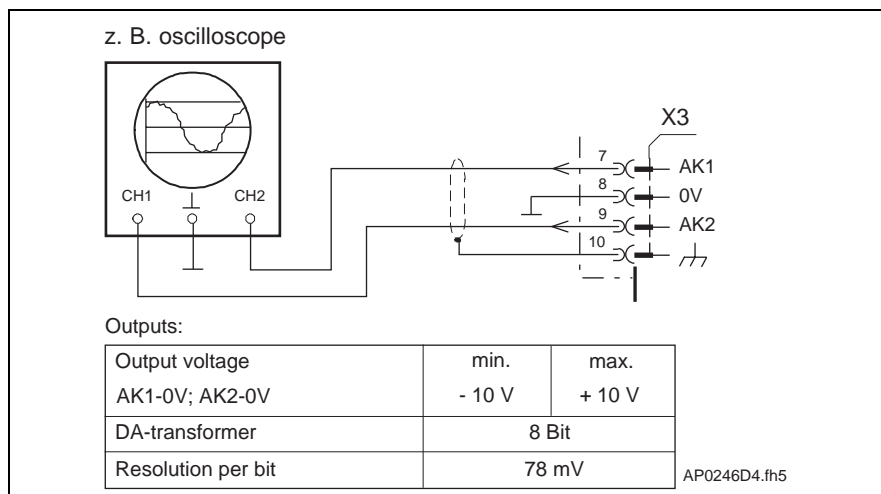 z. B. oscilloscope
X3
CH1
CH2
7
AK1
8
0V
9
AK2
10
Outputs:
Output voltage
AK1-0V; AK2-0V
min.
- 10 V
max.
+ 10 V
DA-transformer
8 Bit
Resolution per bit
78 mV
AP0246D4.fh5